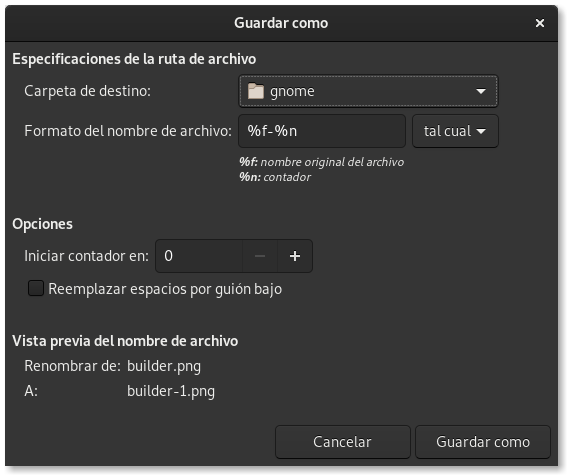 Guardar como
Especificaciones de la ruta de archivo
Carpeta de destino: gnome
Formato del nombre de archivo: %f-%n tal cual
%f: nombre original del archivo
%n: contador
Opciones
Iniciar contador en: 0
Reemplazar espacios por guión bajo
Vista previa del nombre de archivo
Renombrar de: builder.png
A: builder-1.png
Cancelar Guardar como